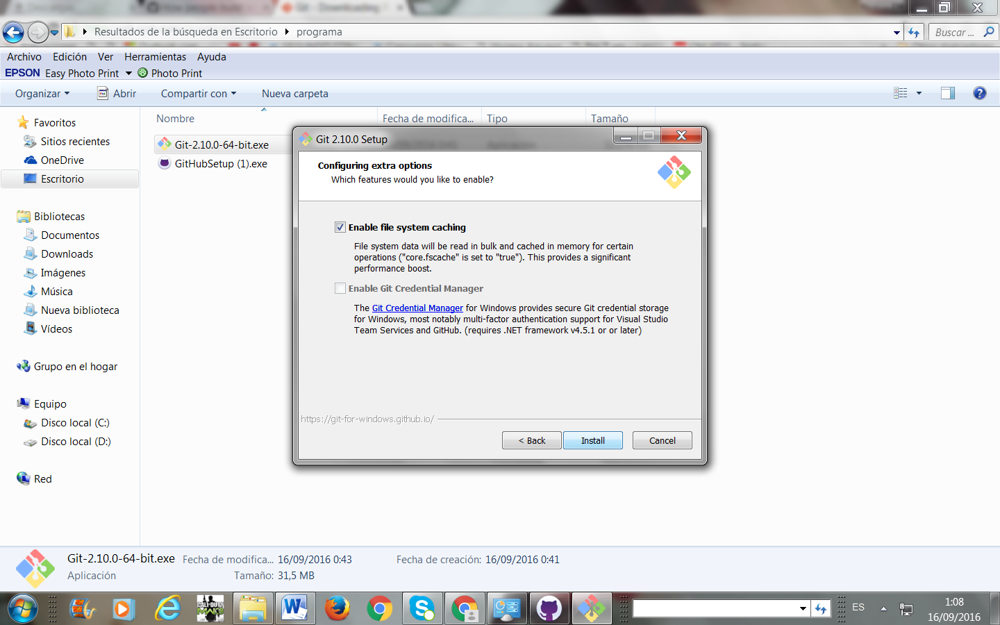 Git - Downloading
Resultados de la búsqueda en Escritorio programa
Buscar ...
Archivo Edición Ver Herramientas Ayuda
EPSON Easy Photo Print Photo Print
Organizar Abrir Compartir con Nueva carpeta
Nombre Fecha de modifica... Tipo Tamaño
Favoritos
Sitios recientes
OneDrive
Escritorio
Bibliotecas
Documentos
Downloads
Imágenes
Música
Nueva biblioteca
Vídeos
Grupo en el hogar
Equipo
Disco local (C:)
Disco local (D:)
Red
Git-2.10.0-64-bit.exe
GitHubSetup (1).exe
Git 2.10.0 Setup
Configuring extra options
Which features would you like to enable?
Enable file system caching
File system data will be read in bulk and cached in memory for certain
operations ("core.fscache" is set to "true"). This provides a significant
performance boost.
Enable Git Credential Manager
The Git Credential Manager for Windows provides secure Git credential storage
for Windows, most notably multi-factor authentication support for Visual Studio
Team Services and GitHub. (requires .NET framework v4.5.1 or or later)
https://git-for-windows.github.io/
< Back Install Cancel
Git-2.10.0-64-bit.exe Fecha de modifica... 16/09/2016 0:43 Fecha de creación: 16/09/2016 0:41
Aplicación Tamaño: 31,5 MB
ES
1:08
16/09/2016